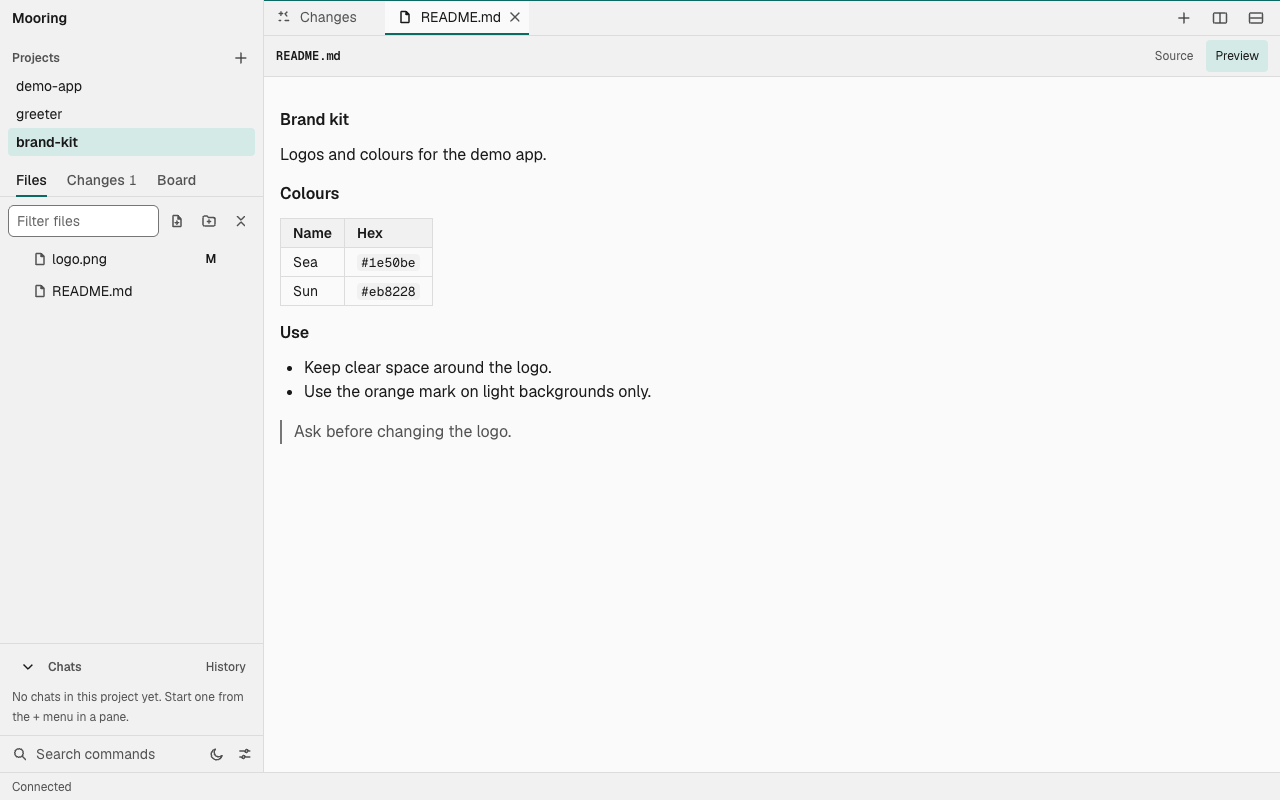 Mooring
Projects
demo-app
greeter
brand-kit
Files Changes 1 Board
Filter files
logo.png M
README.md
Chats History
No chats in this project yet. Start one from
the + menu in a pane.
Search commands
Connected
Changes README.md
README.md Source Preview
Brand kit
Logos and colours for the demo app.
Colours
Name Hex
Sea #1e50be
Sun #eb8228
Use
• Keep clear space around the logo.
• Use the orange mark on light backgrounds only.
Ask before changing the logo.